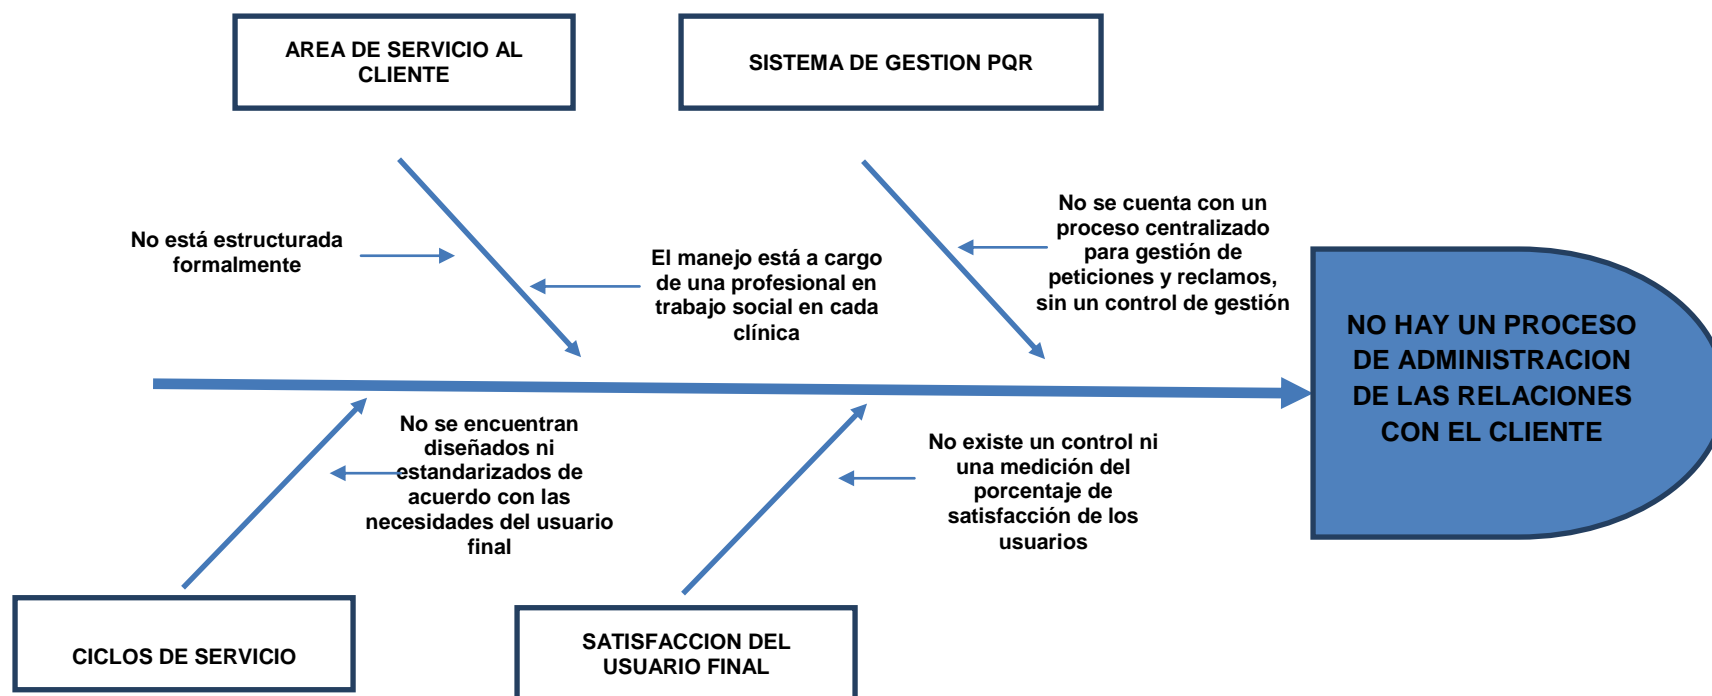 AREA DE SERVICIO AL
CLIENTE
SISTEMA DE GESTION PQR
No está estructurada
formalmente
El manejo está a cargo
de una profesional en
trabajo social en cada
clínica
No se cuenta con un
proceso centralizado
para gestión de
peticiones y reclamos,
sin un control de gestión
NO HAY UN PROCESO
DE ADMINISTRACION
DE LAS RELACIONES
CON EL CLIENTE
No se encuentran
diseñados ni
estandarizados de
acuerdo con las
necesidades del usuario
final
No existe un control ni
una medición del
porcentaje de
satisfacción de los
usuarios
CICLOS DE SERVICIO
SATISFACCION DEL
USUARIO FINAL